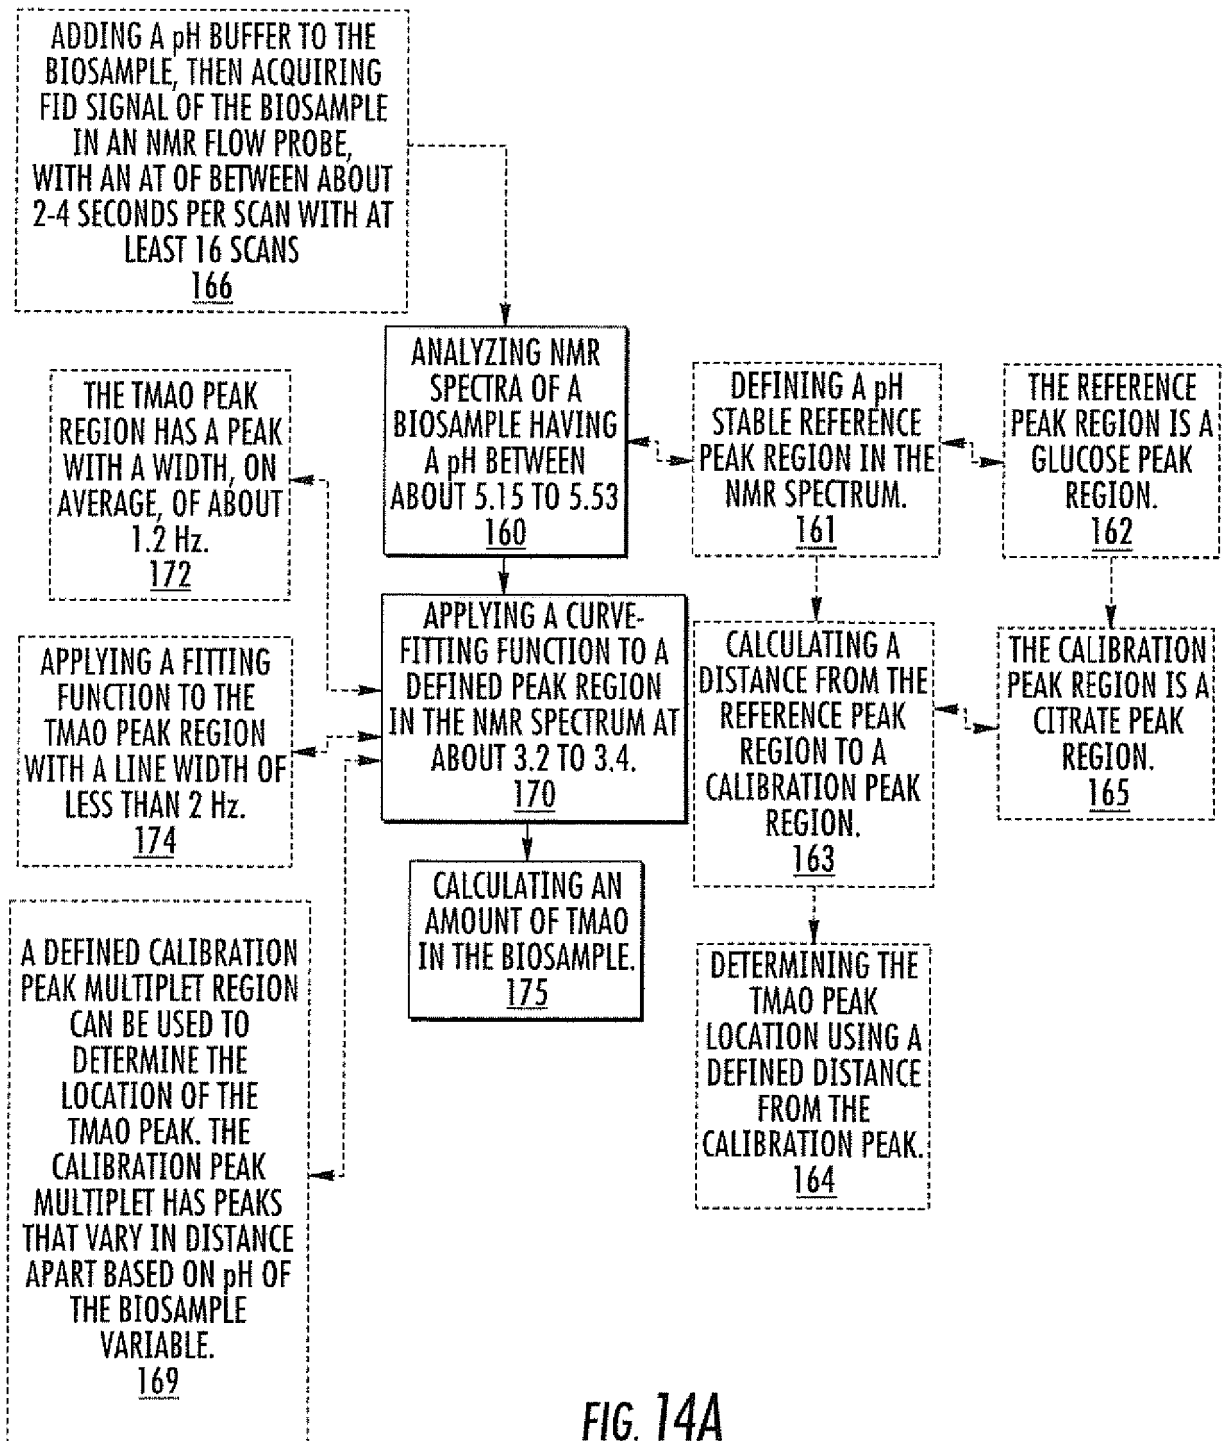 ADDING A pH BUFFER TO THE
BIOSAMPLE, THEN ACQUIRING
FID SIGNAL OF THE BIOSAMPLE
IN AN NMR FLOW PROBE,
WITH AN AT OF BETWEEN ABOUT
2-4 SECONDS PER SCAN WITH AT
LEAST 16 SCANS
166
ANALYZING NMR
SPECTRA OF A
BIOSAMPLE HAVING
A pH BETWEEN
ABOUT 5.15 TO 5.53
160
DEFINING A pH
STABLE REFERENCE
PEAK REGION IN THE
NMR SPECTRUM.
161
THE REFERENCE
PEAK REGION IS A
GLUCOSE PEAK
REGION.
162
THE TMAO PEAK
REGION HAS A PEAK
WITH A WIDTH, ON
AVERAGE, OF ABOUT
1.2 Hz.
172
APPLYING A CURVE-
FITTING FUNCTION TO A
DEFINED PEAK REGION
IN THE NMR SPECTRUM AT
ABOUT 3.2 TO 3.4.
170
CALCULATING A
DISTANCE FROM THE
REFERENCE PEAK
REGION TO A
CALIBRATION PEAK
REGION.
163
THE CALIBRATION
PEAK REGION IS A
CITRATE PEAK
REGION.
165
APPLYING A FITTING
FUNCTION TO THE
TMAO PEAK REGION
WITH A LINE WIDTH OF
LESS THAN 2 Hz.
174
CALCULATING AN
AMOUNT OF TMAO
IN THE BIOSAMPLE.
175
DETERMINING THE
TMAO PEAK
LOCATION USING A
DEFINED DISTANCE
FROM THE
CALIBRATION PEAK.
164
A DEFINED CALIBRATION
PEAK MULTIPLET REGION
CAN BE USED TO
DETERMINE THE
LOCATION OF THE
TMAO PEAK. THE
CALIBRATION PEAK
MULTIPLET HAS PEAKS
THAT VARY IN DISTANCE
APART BASED ON pH OF
THE BIOSAMPLE
VARIABLE.
169
FIG. 14A